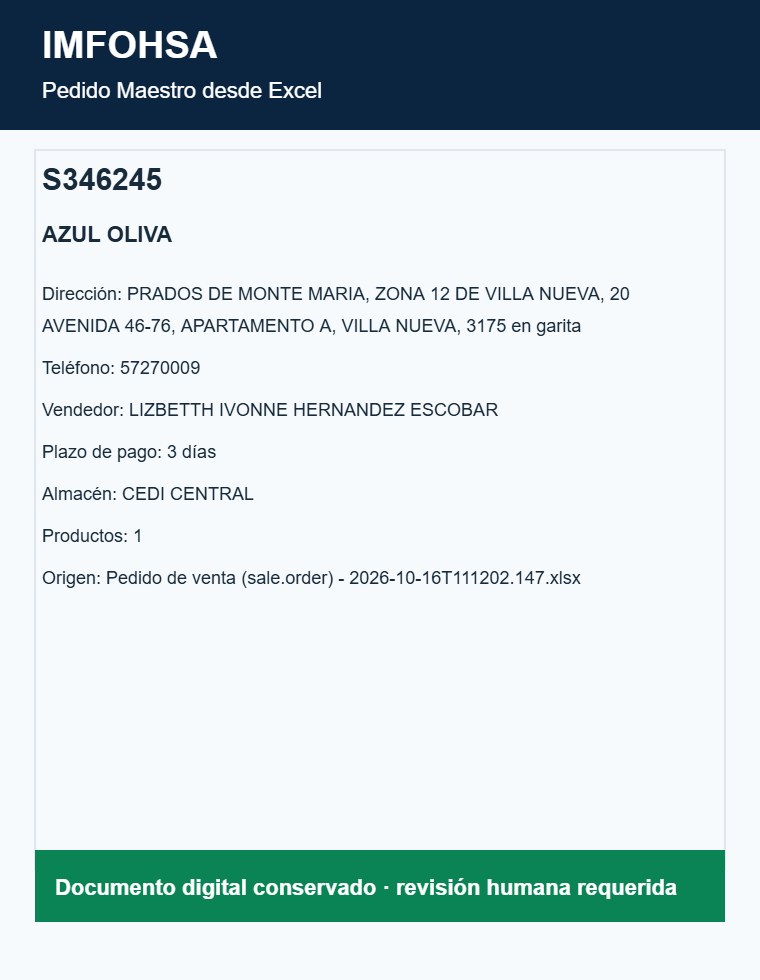 IMFOHSA
Pedido Maestro desde Excel
S346245
AZUL OLIVA
Dirección: PRADOS DE MONTE MARIA, ZONA 12 DE VILLA NUEVA, 20
AVENIDA 46-76, APARTAMENTO A, VILLA NUEVA, 3175 en garita
Teléfono: 57270009
Vendedor: LIZBETTH IVONNE HERNANDEZ ESCOBAR
Plazo de pago: 3 días
Almacén: CEDI CENTRAL
Productos: 1
Origen: Pedido de venta (sale.order) - 2026-10-16T111202.147.xlsx
Documento digital conservado · revisión humana requerida